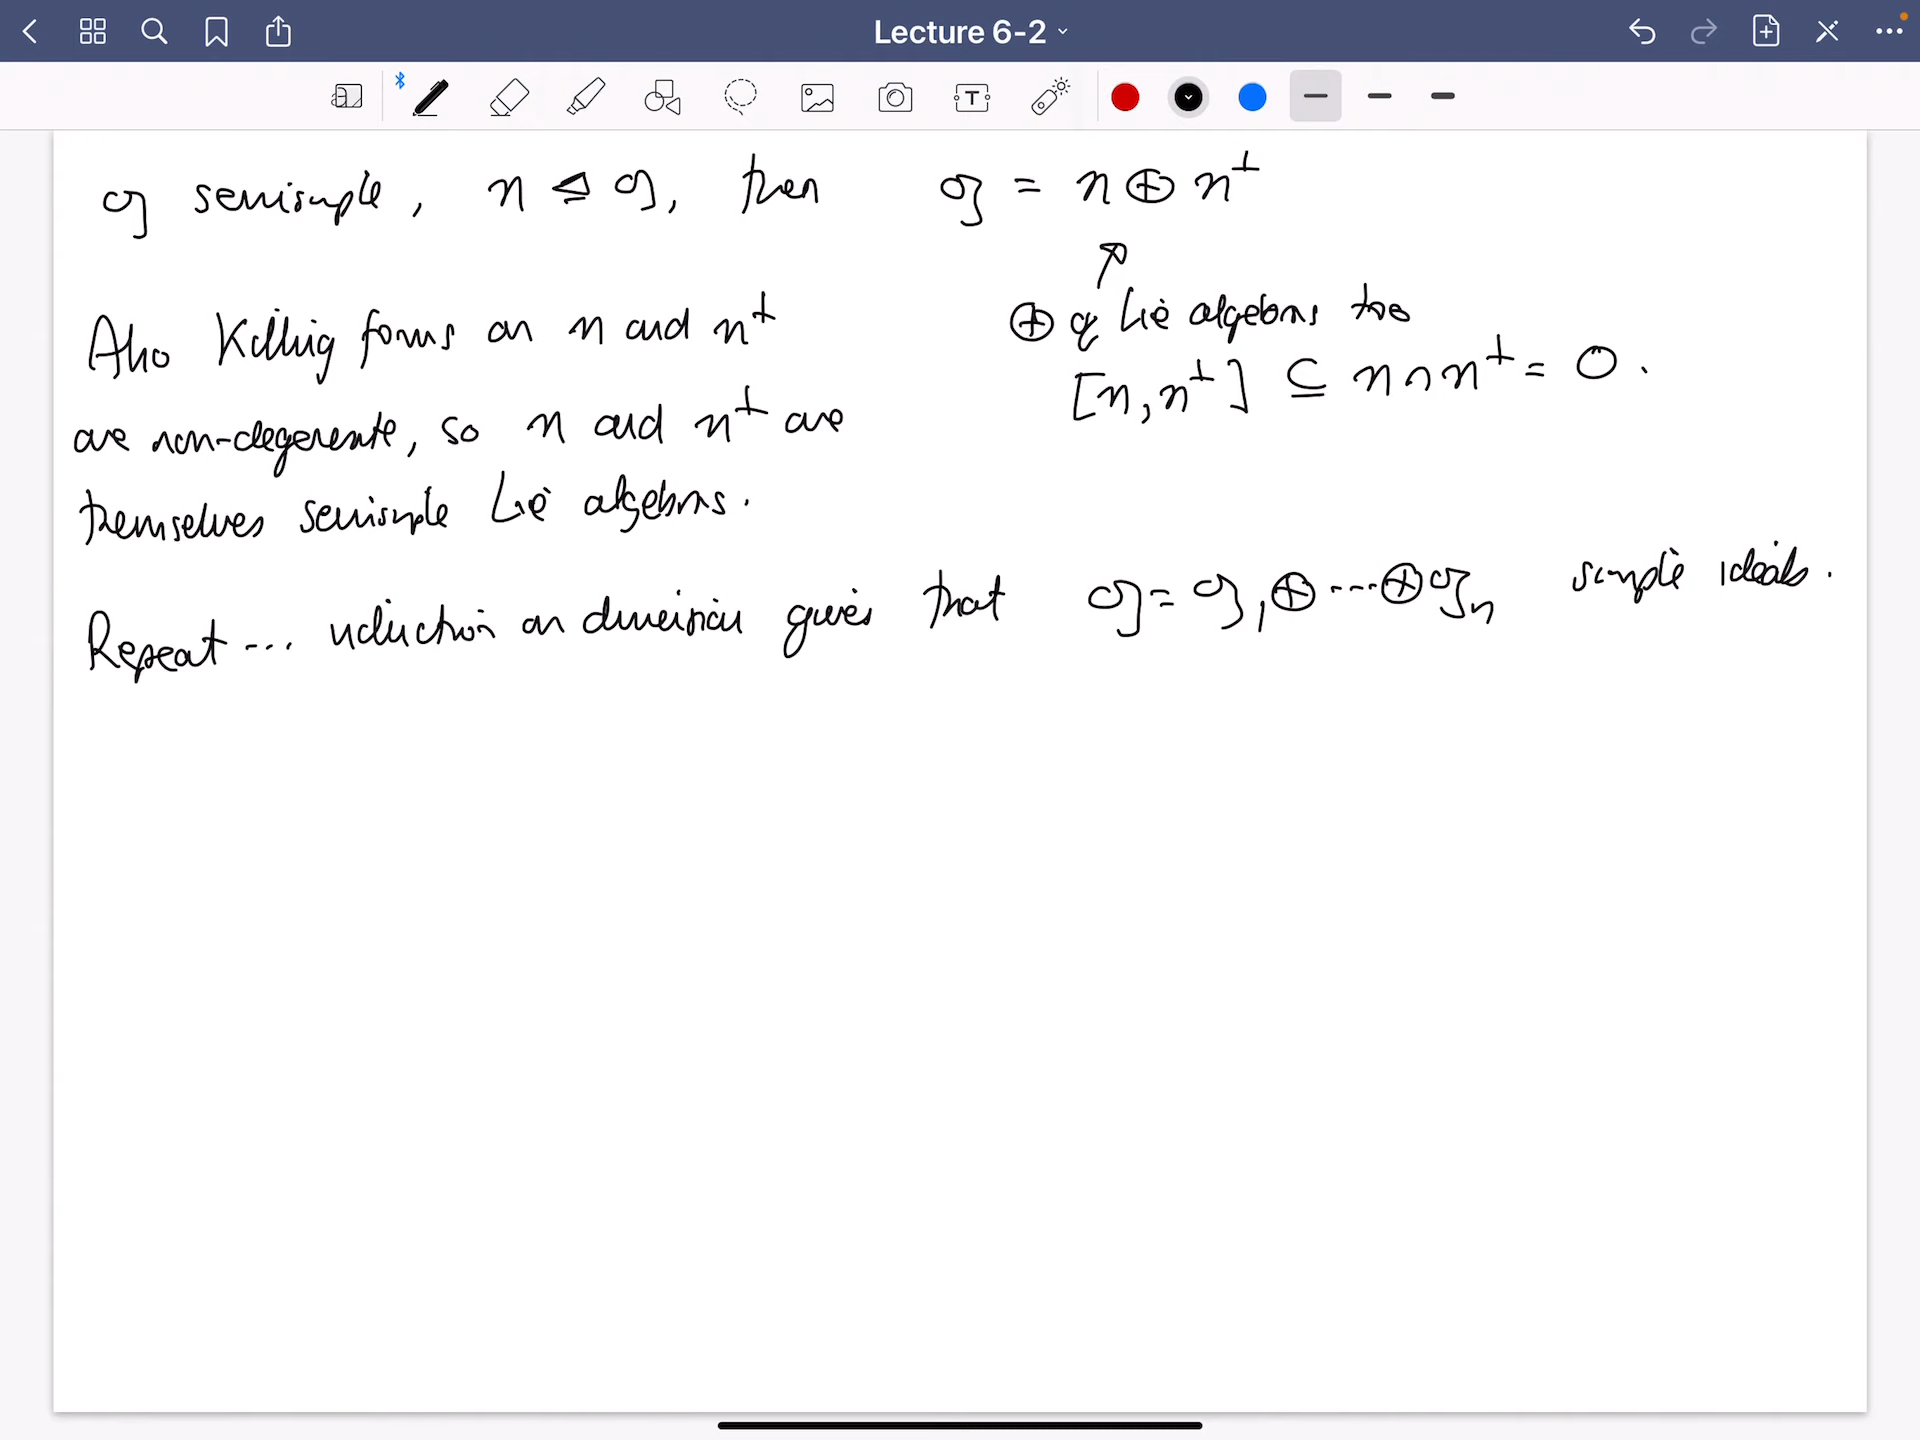 Lecture 6-2
𝔤 semisimple, 𝔫 ⊴ 𝔤, then 𝔤 = 𝔫 ⊕ 𝔫^⊥
↑
⊕ of Lie algebras too
Also Killing forms on 𝔫 and 𝔫^⊥
[𝔫, 𝔫^⊥] ⊆ 𝔫 ∩ 𝔫^⊥ = 0.
are non-degenerate, so 𝔫 and 𝔫^⊥ are
themselves semisimple Lie algebras.
Repeat ... induction on dimension gives that 𝔤 = 𝔤₁ ⊕ ... ⊕ 𝔤ₙ simple ideals.